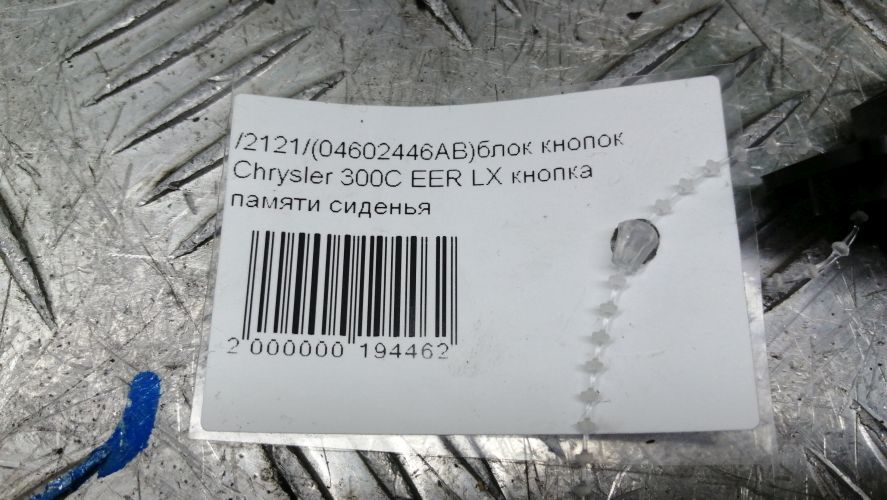 /2121/(04602446AB)блок кнопок
Chrysler 300C EER LX кнопка
памяти сиденья
2 000000 194462